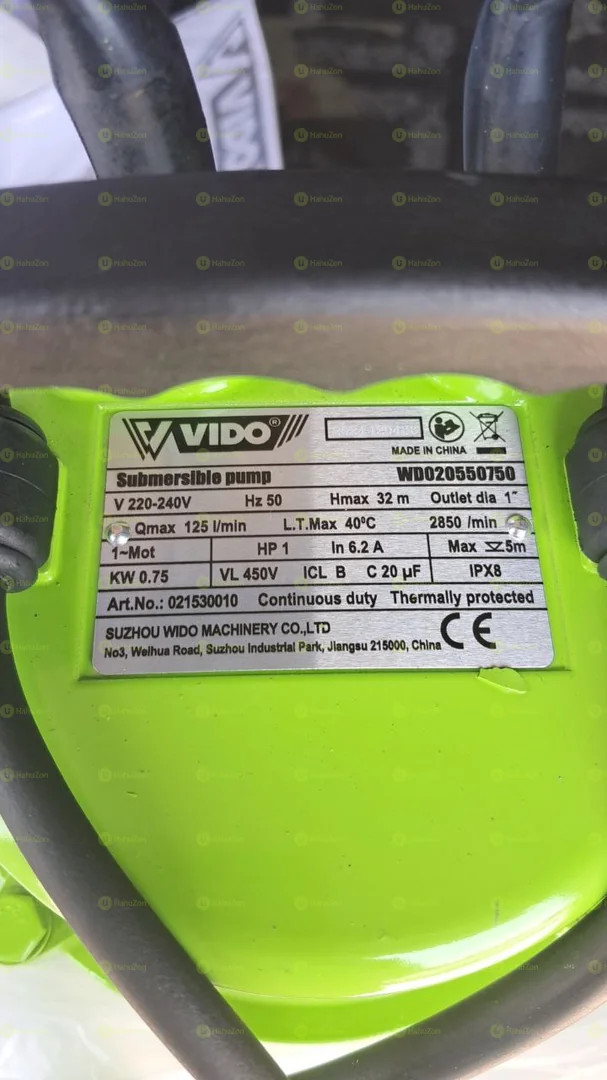 VIDO®
MADE IN CHINA
Submersible pump WD020550750
V 220-240V Hz 50 Hmax 32 m Outlet dia 1"
Qmax 125 l/min L.T.Max 40ºC 2850 /min
1~Mot HP 1 In 6.2 A Max 5m
KW 0.75 VL 450V ICL B C 20 µF IPX8
Art.No.: 021530010 Continuous duty Thermally protected
SUZHOU WIDO MACHINERY CO.,LTD
No3, Weihua Road, Suzhou Industrial Park, Jiangsu 215000, China CE
HahuZon